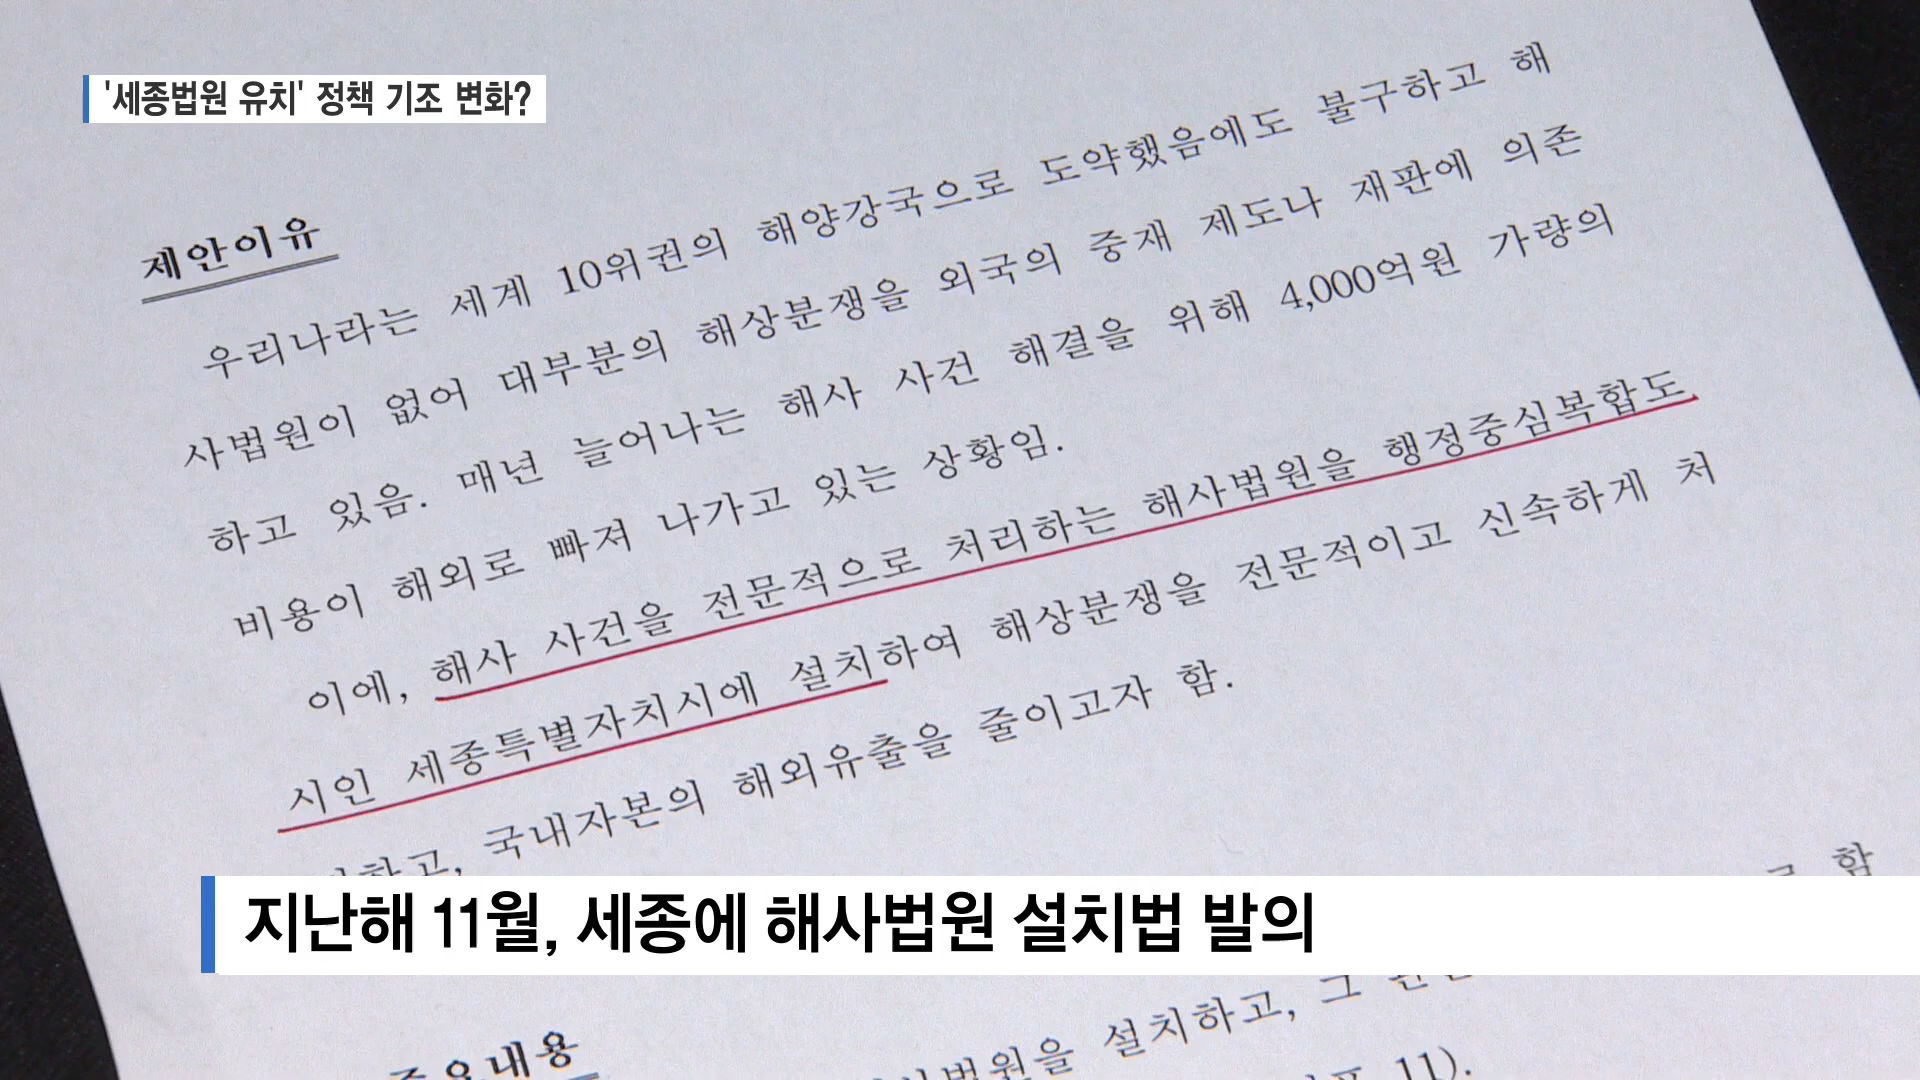 '세종법원 유치' 정책 기조 변화?
제안이유
우리나라는 세계 10위권의 해양강국으로 도약했음에도 불구하고 해
사법원이 없어 대부분의 해상분쟁을 외국의 중재 제도나 재판에 의존
하고 있음. 매년 늘어나는 해사 사건 해결을 위해 4,000억원 가량의
비용이 해외로 빠져 나가고 있는 상황임.
이에, 해사 사건을 전문적으로 처리하는 해사법원을 행정중심복합도
시인 세종특별자치시에 설치하여 해상분쟁을 전문적이고 신속하게 처
국내자본의 해외유출을 줄이고자 함.
함
지난해 11월, 세종에 해사법원 설치법 발의
주요내용
법원을 설치하고, 그
11).